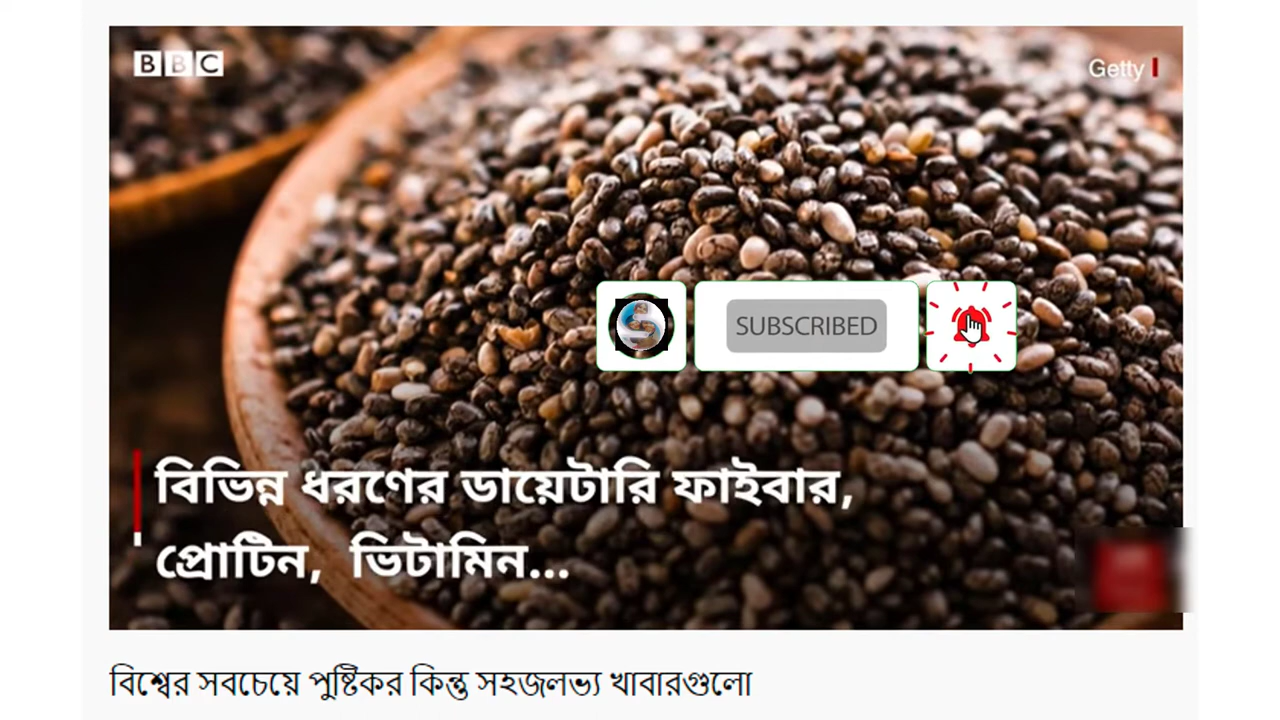 BBC
Getty
SUBSCRIBED
বিভিন্ন ধরণের ডায়েটারি ফাইবার,
প্রোটিন, ভিটামিন...
বিশ্বের সবচেয়ে পুষ্টিকর কিন্তু সহজলভ্য খাবারগুলো